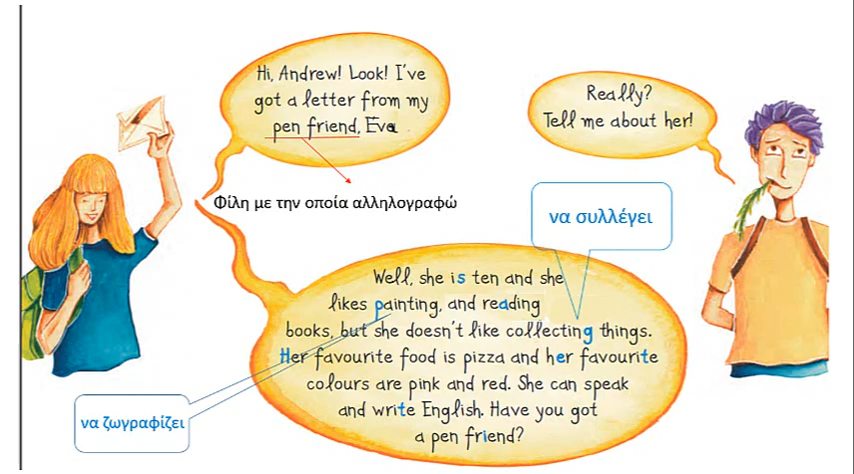 Hi, Andrew! Look! I've
got a letter from my
pen friend, Eva.
Really?
Tell me about her!
Φίλη με την οποία αλληλογραφώ
να συλλέγει
Well, she is ten and she
likes painting, and reading
books, but she doesn't like collecting things.
Her favourite food is pizza and her favourite
colours are pink and red. She can speak
and write English. Have you got
a pen friend?
να ζωγραφίζει